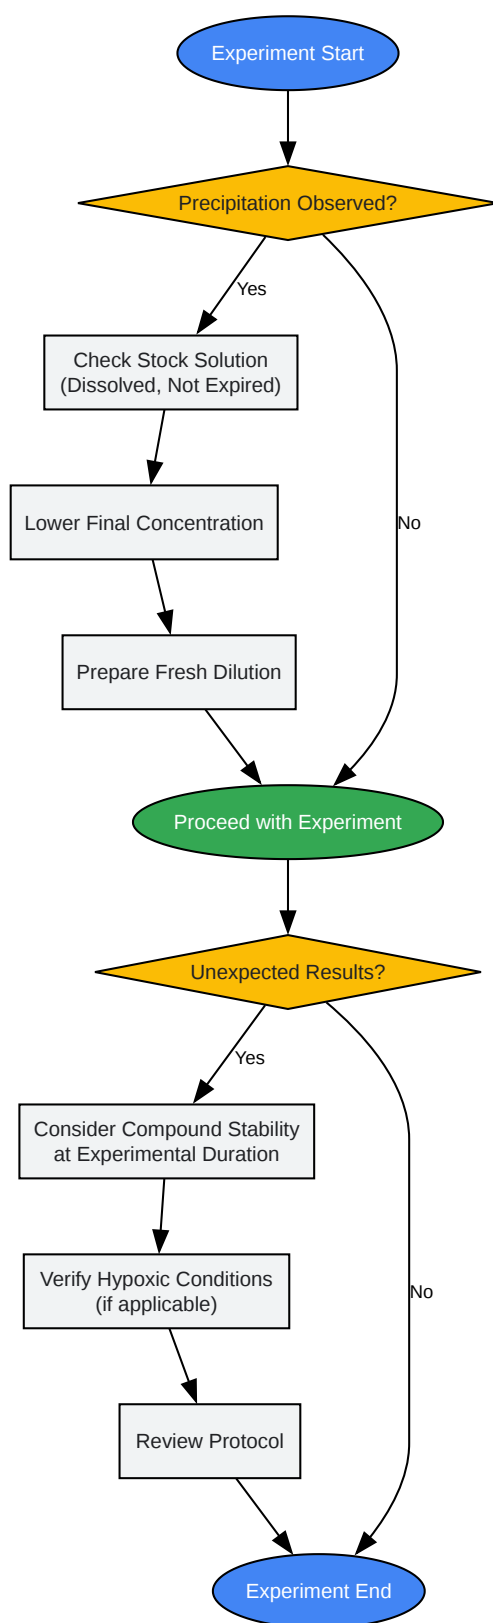 Experiment Start
Precipitation Observed?
Yes
Check Stock Solution
(Dissolved, Not Expired)
Lower Final Concentration
No
Prepare Fresh Dilution
Proceed with Experiment
Unexpected Results?
Yes
Consider Compound Stability
at Experimental Duration
Verify Hypoxic Conditions
(if applicable)
No
Review Protocol
Experiment End